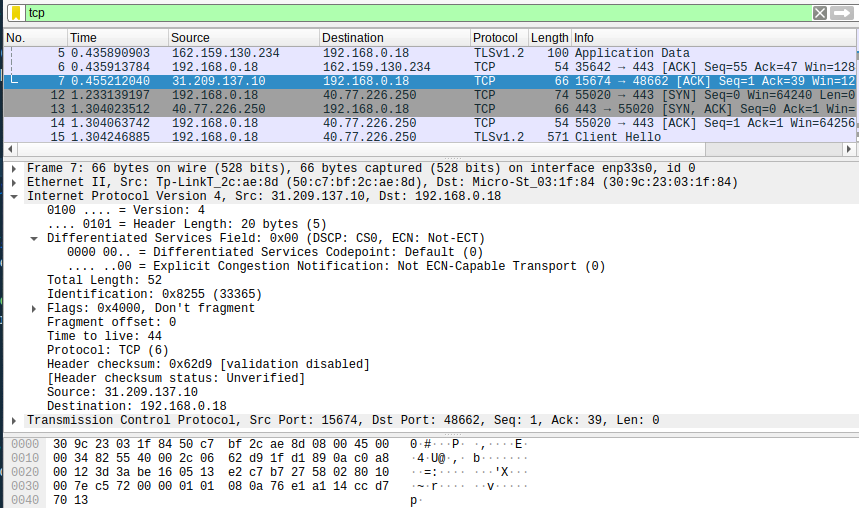 tcp
No. Time Source Destination Protocol Length Info
5 0.435890903 162.159.130.234 192.168.0.18 TLSv1.2 100 Application Data
6 0.435913784 192.168.0.18 162.159.130.234 TCP 54 35642 → 443 [ACK] Seq=55 Ack=47 Win=128
7 0.455212040 31.209.137.10 192.168.0.18 TCP 66 15674 → 48662 [ACK] Seq=1 Ack=39 Win=12
12 1.233139197 192.168.0.18 40.77.226.250 TCP 74 55020 → 443 [SYN] Seq=0 Win=64240 Len=0
13 1.304023512 40.77.226.250 192.168.0.18 TCP 66 443 → 55020 [SYN, ACK] Seq=0 Ack=1 Win=
14 1.304063742 192.168.0.18 40.77.226.250 TCP 54 55020 → 443 [ACK] Seq=1 Ack=1 Win=64256
15 1.304246885 192.168.0.18 40.77.226.250 TLSv1.2 571 Client Hello
Frame 7: 66 bytes on wire (528 bits), 66 bytes captured (528 bits) on interface enp33s0, id 0
Ethernet II, Src: Tp-LinkT_2c:ae:8d (50:c7:bf:2c:ae:8d), Dst: Micro-St_03:1f:84 (30:9c:23:03:1f:84)
Internet Protocol Version 4, Src: 31.209.137.10, Dst: 192.168.0.18
0100 .... = Version: 4
.... 0101 = Header Length: 20 bytes (5)
Differentiated Services Field: 0x00 (DSCP: CS0, ECN: Not-ECT)
0000 00.. = Differentiated Services Codepoint: Default (0)
.... ..00 = Explicit Congestion Notification: Not ECN-Capable Transport (0)
Total Length: 52
Identification: 0x8255 (33365)
Flags: 0x4000, Don't fragment
Fragment offset: 0
Time to live: 44
Protocol: TCP (6)
Header checksum: 0x62d9 [validation disabled]
[Header checksum status: Unverified]
Source: 31.209.137.10
Destination: 192.168.0.18
Transmission Control Protocol, Src Port: 15674, Dst Port: 48662, Seq: 1, Ack: 39, Len: 0
0000 30 9c 23 03 1f 84 50 c7 bf 2c ae 8d 08 00 45 00 0·#···P· ·,····E·
0010 00 34 82 55 40 00 2c 06 62 d9 1f d1 89 0a c0 a8 ·4·U@·,· b·······
0020 00 12 3d 3a be 16 05 13 e2 c7 b7 27 58 02 80 10 ··=:···· ···'X···
0030 00 7e c5 72 00 00 01 01 08 0a 76 e1 a1 14 cc d7 ·~·r···· ··v·····
0040 70 13 p·